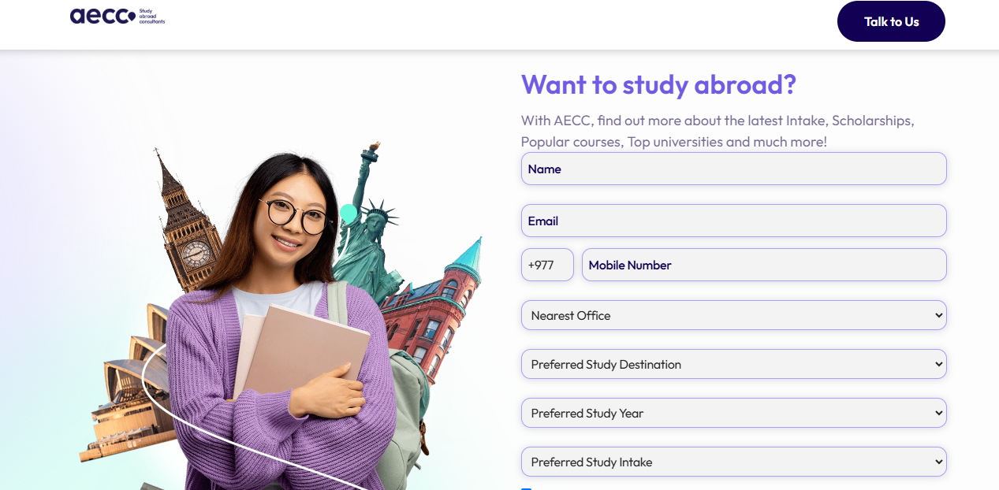 aecc
Study
abroad
consultants
Talk to Us
Want to study abroad?
With AECC, find out more about the latest Intake, Scholarships,
Popular courses, Top universities and much more!
Name
Email
+977 Mobile Number
Nearest Office
Preferred Study Destination
Preferred Study Year
Preferred Study Intake